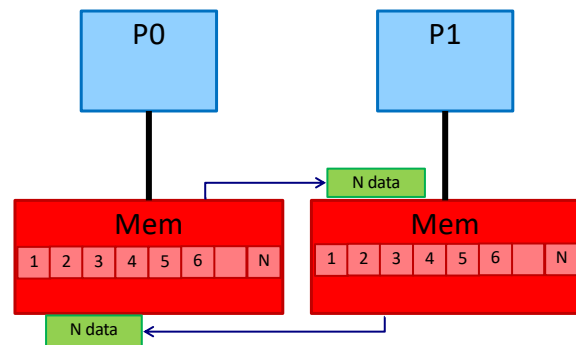 P0 P1
N data
Mem Mem
1 2 3 4 5 6 N 1 2 3 4 5 6 N
N data